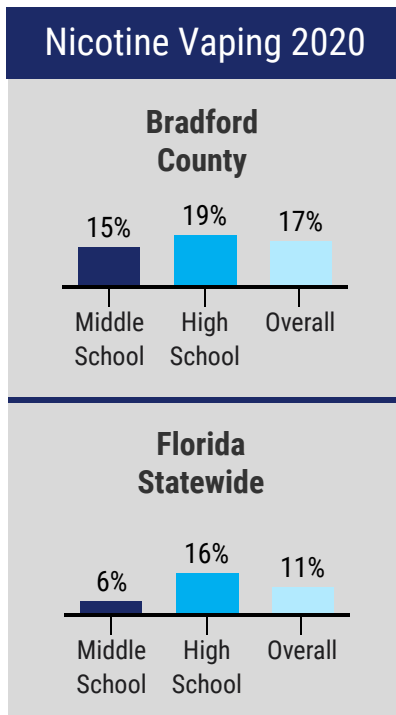 Nicotine Vaping 2020
Bradford
County
15%
19%
17%
Middle
School
High
School
Overall
Florida
Statewide
6%
16%
11%
Middle
School
High
School
Overall